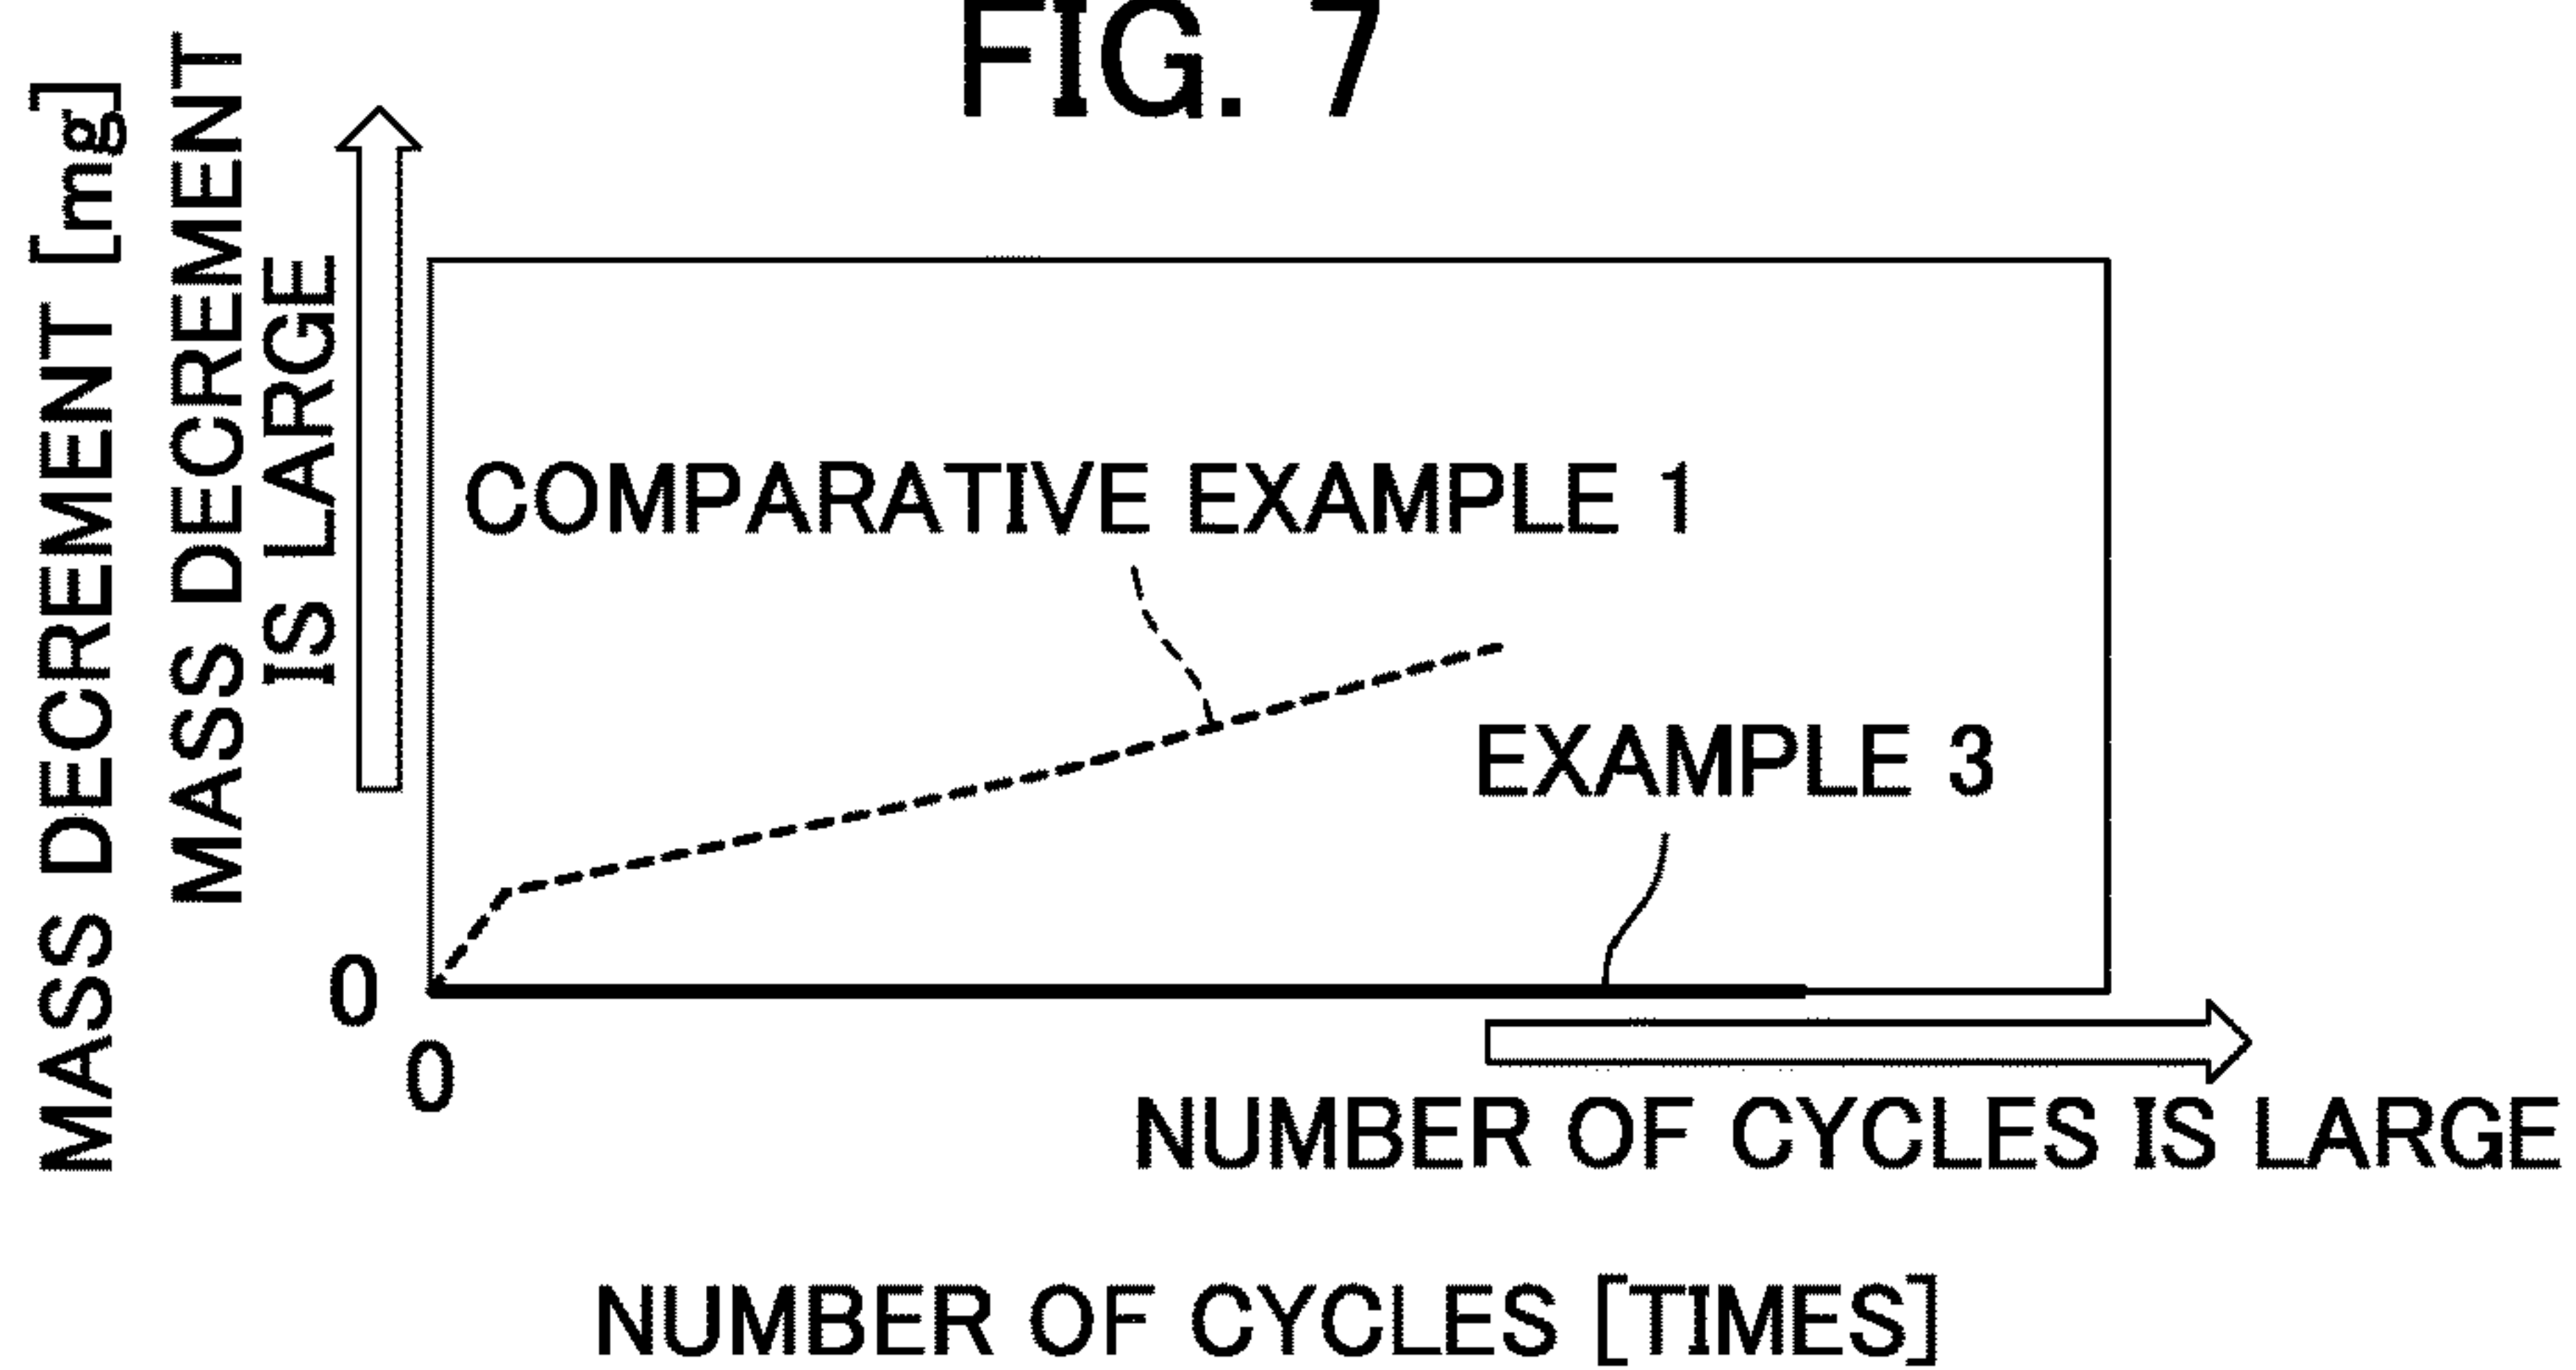 FIG. 7
MASS DECREMENT [mg]
MASS DECREMENT
IS LARGE
COMPARATIVE EXAMPLE 1
EXAMPLE 3
0
0
NUMBER OF CYCLES IS LARGE
NUMBER OF CYCLES [TIMES]